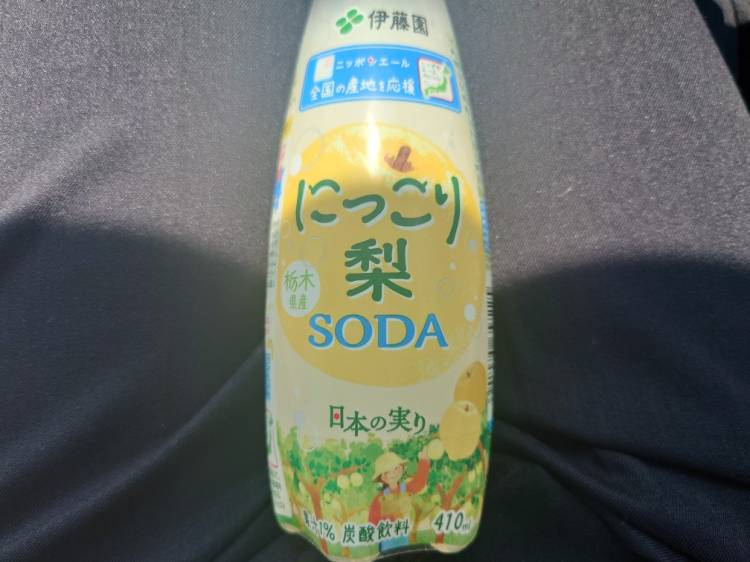 伊藤園
ニッポンエール
全国の産地を応援
にっこり
梨
栃木
県産
SODA
日本の実り
果汁1% 炭酸飲料 410ml